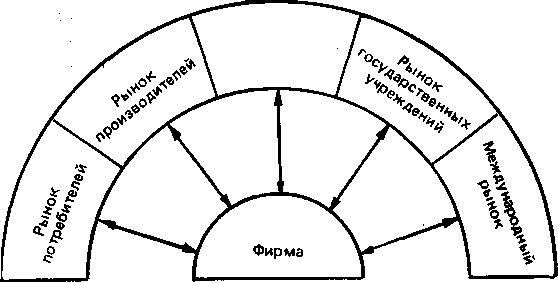 Рынок
потребителей
Рынок
производителей
Рынок
государственных
учреждений
Международный
рынок
Фирма